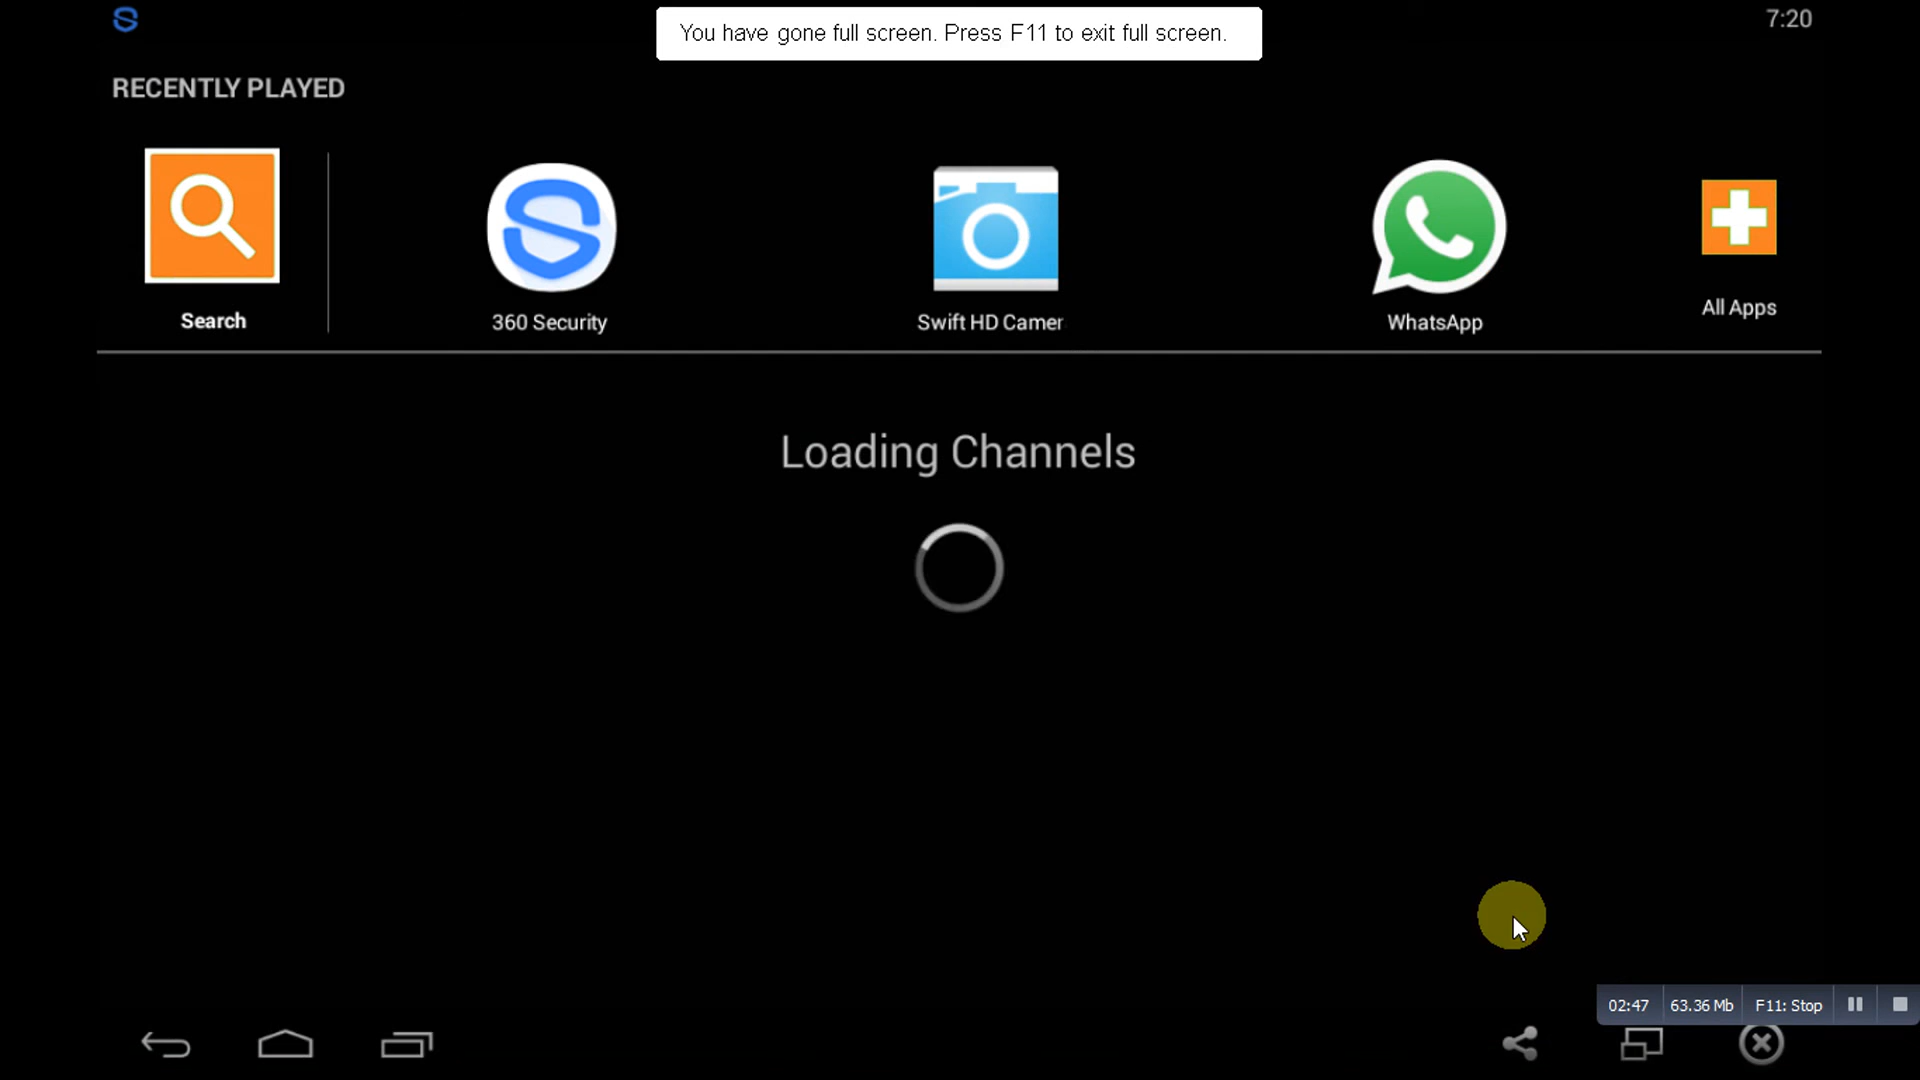 You have gone full screen. Press F11 to exit full screen.
7:20
RECENTLY PLAYED
Search
360 Security
Swift HD Camer
WhatsApp
All Apps
Loading Channels
02:47 63.36 Mb F11: Stop